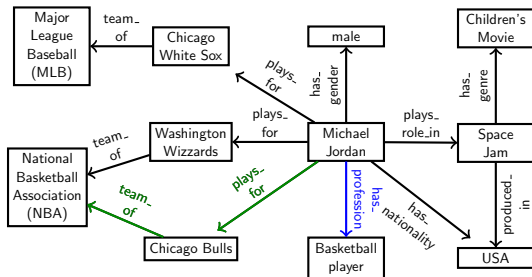 Major
League
Baseball
(MLB)
team_
of
Chicago
White Sox
plays_
for
male
has_
gender
Children's
Movie
has_
genre
National
Basketball
Association
(NBA)
team_
of
Washington
Wizzards
plays_
for
Michael
Jordan
plays_
role_in
Space
Jam
team_
of
Chicago Bulls
plays_
for
has_
profession
Basketball
player
has_
nationality
produced_
in
USA